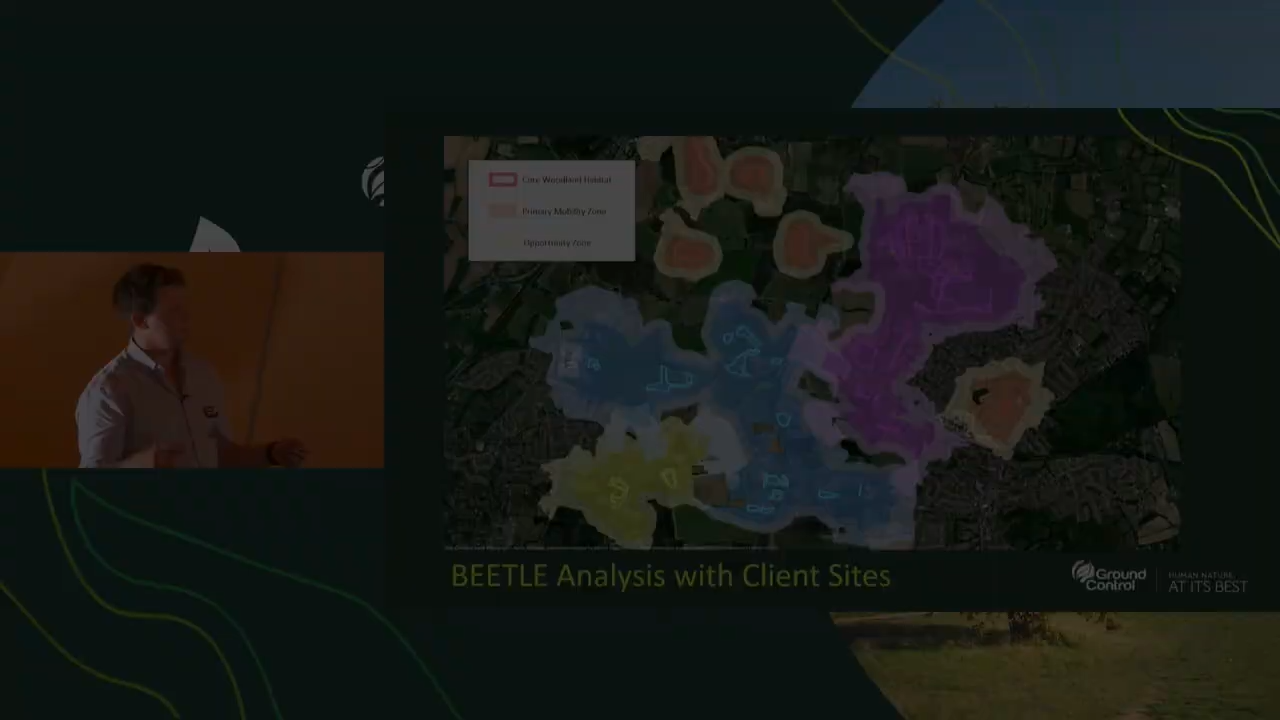 Core Woodland Habitat
Primary Mobility Zone
Opportunity Zone
BEETLE Analysis with Client Sites
Ground
Control
HUMAN NATURE.
AT ITS BEST